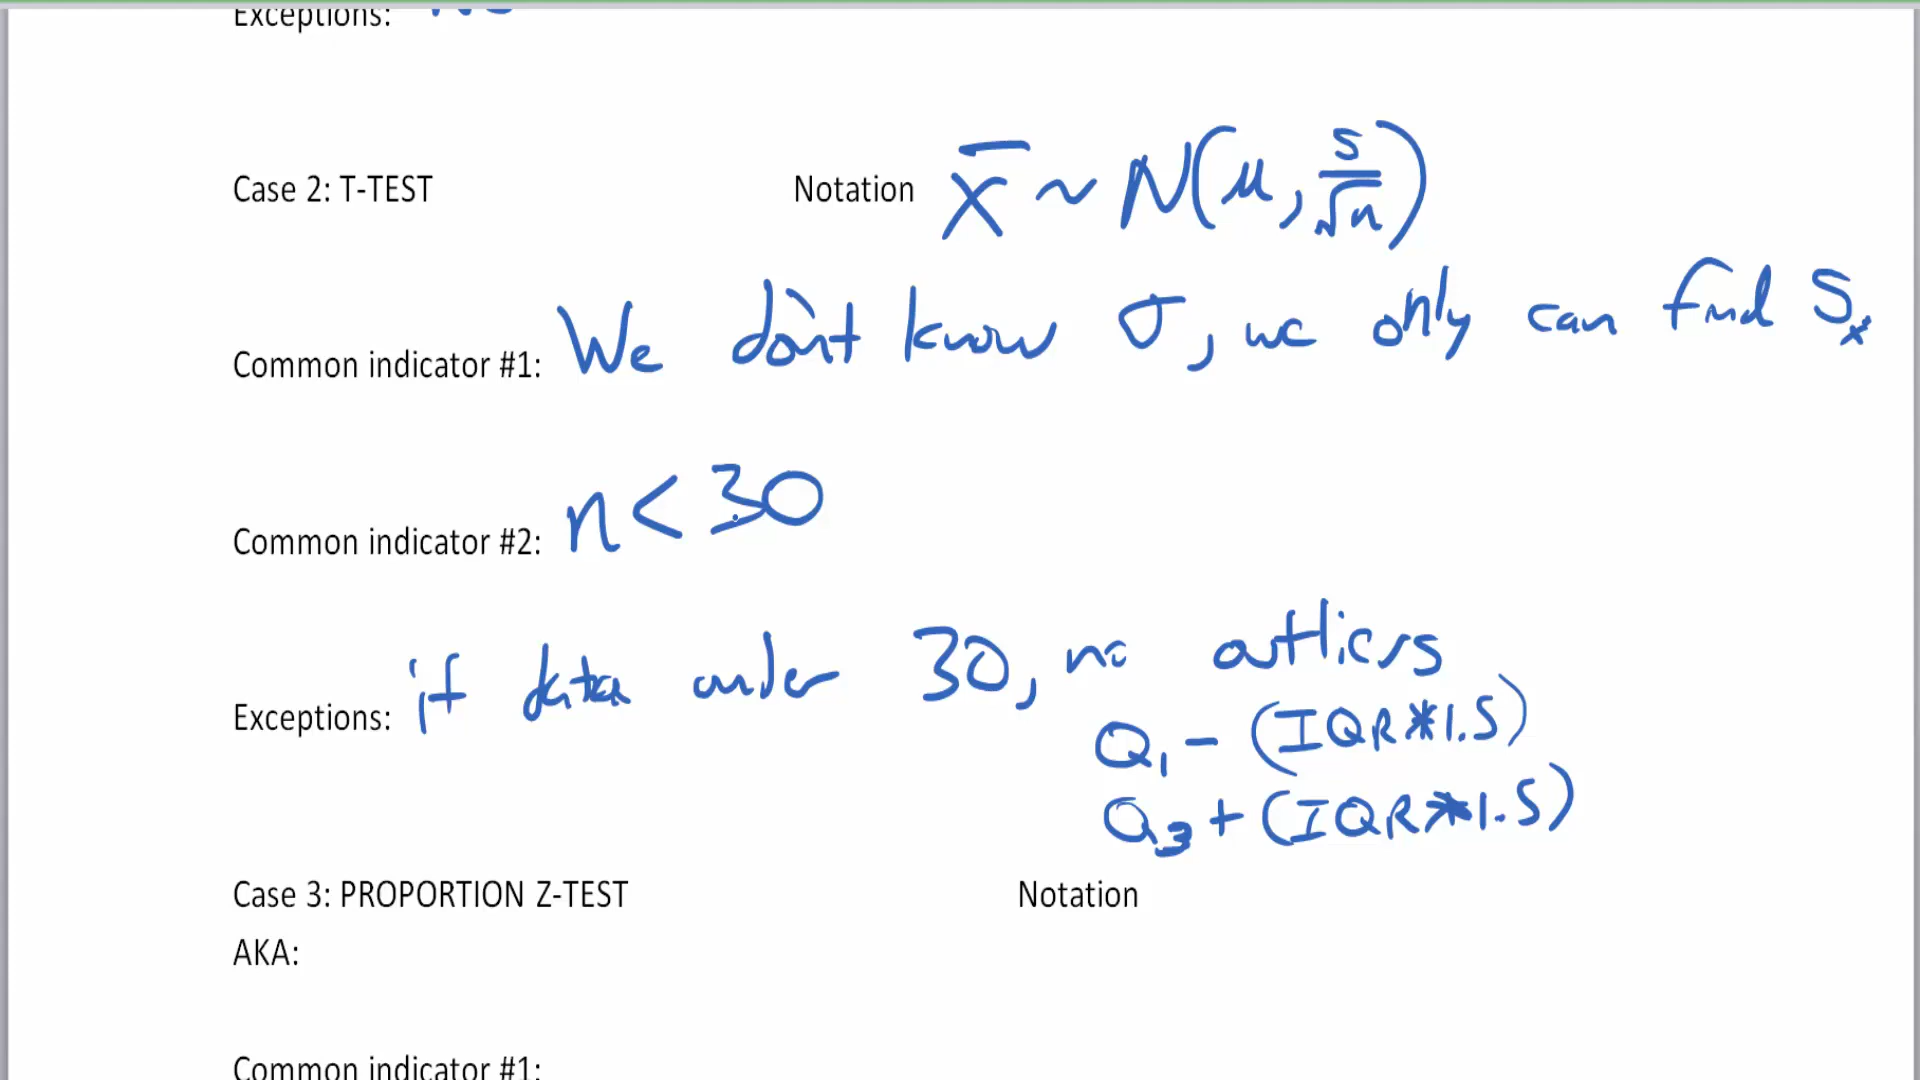 Exceptions:
Case 2: T-TEST Notation X̄ ~ N(μ, s/√n)
Common indicator #1: We don't know σ, we only can find Sx
Common indicator #2: n < 30
Exceptions: if data under 30, no outliers
Q₁ - (IQR*1.5)
Q₃ + (IQR*1.5)
Case 3: PROPORTION Z-TEST Notation
AKA:
Common indicator #1: